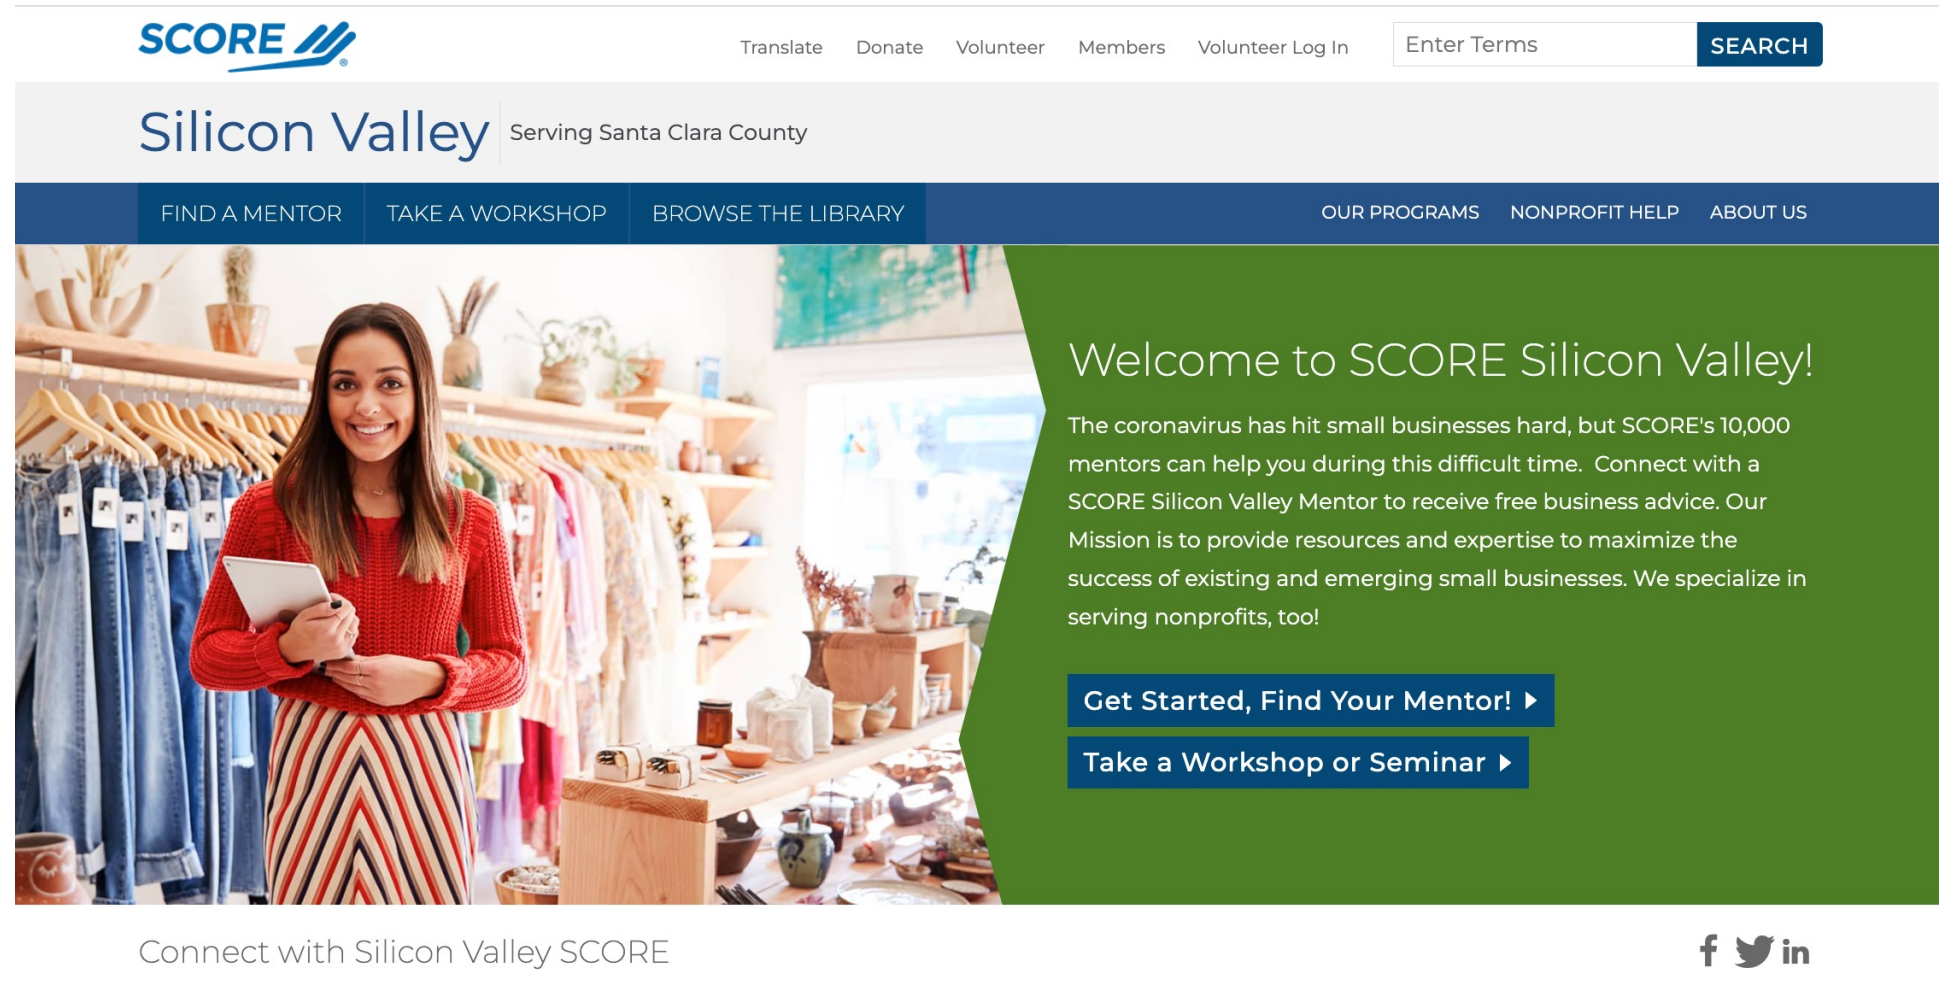 SCORE ®
Translate Donate Volunteer Members Volunteer Log In Enter Terms SEARCH
Silicon Valley Serving Santa Clara County
FIND A MENTOR TAKE A WORKSHOP BROWSE THE LIBRARY OUR PROGRAMS NONPROFIT HELP ABOUT US
Welcome to SCORE Silicon Valley!
The coronavirus has hit small businesses hard, but SCORE's 10,000
mentors can help you during this difficult time. Connect with a
SCORE Silicon Valley Mentor to receive free business advice. Our
Mission is to provide resources and expertise to maximize the
success of existing and emerging small businesses. We specialize in
serving nonprofits, too!
Get Started, Find Your Mentor!
Take a Workshop or Seminar
Connect with Silicon Valley SCORE
f in